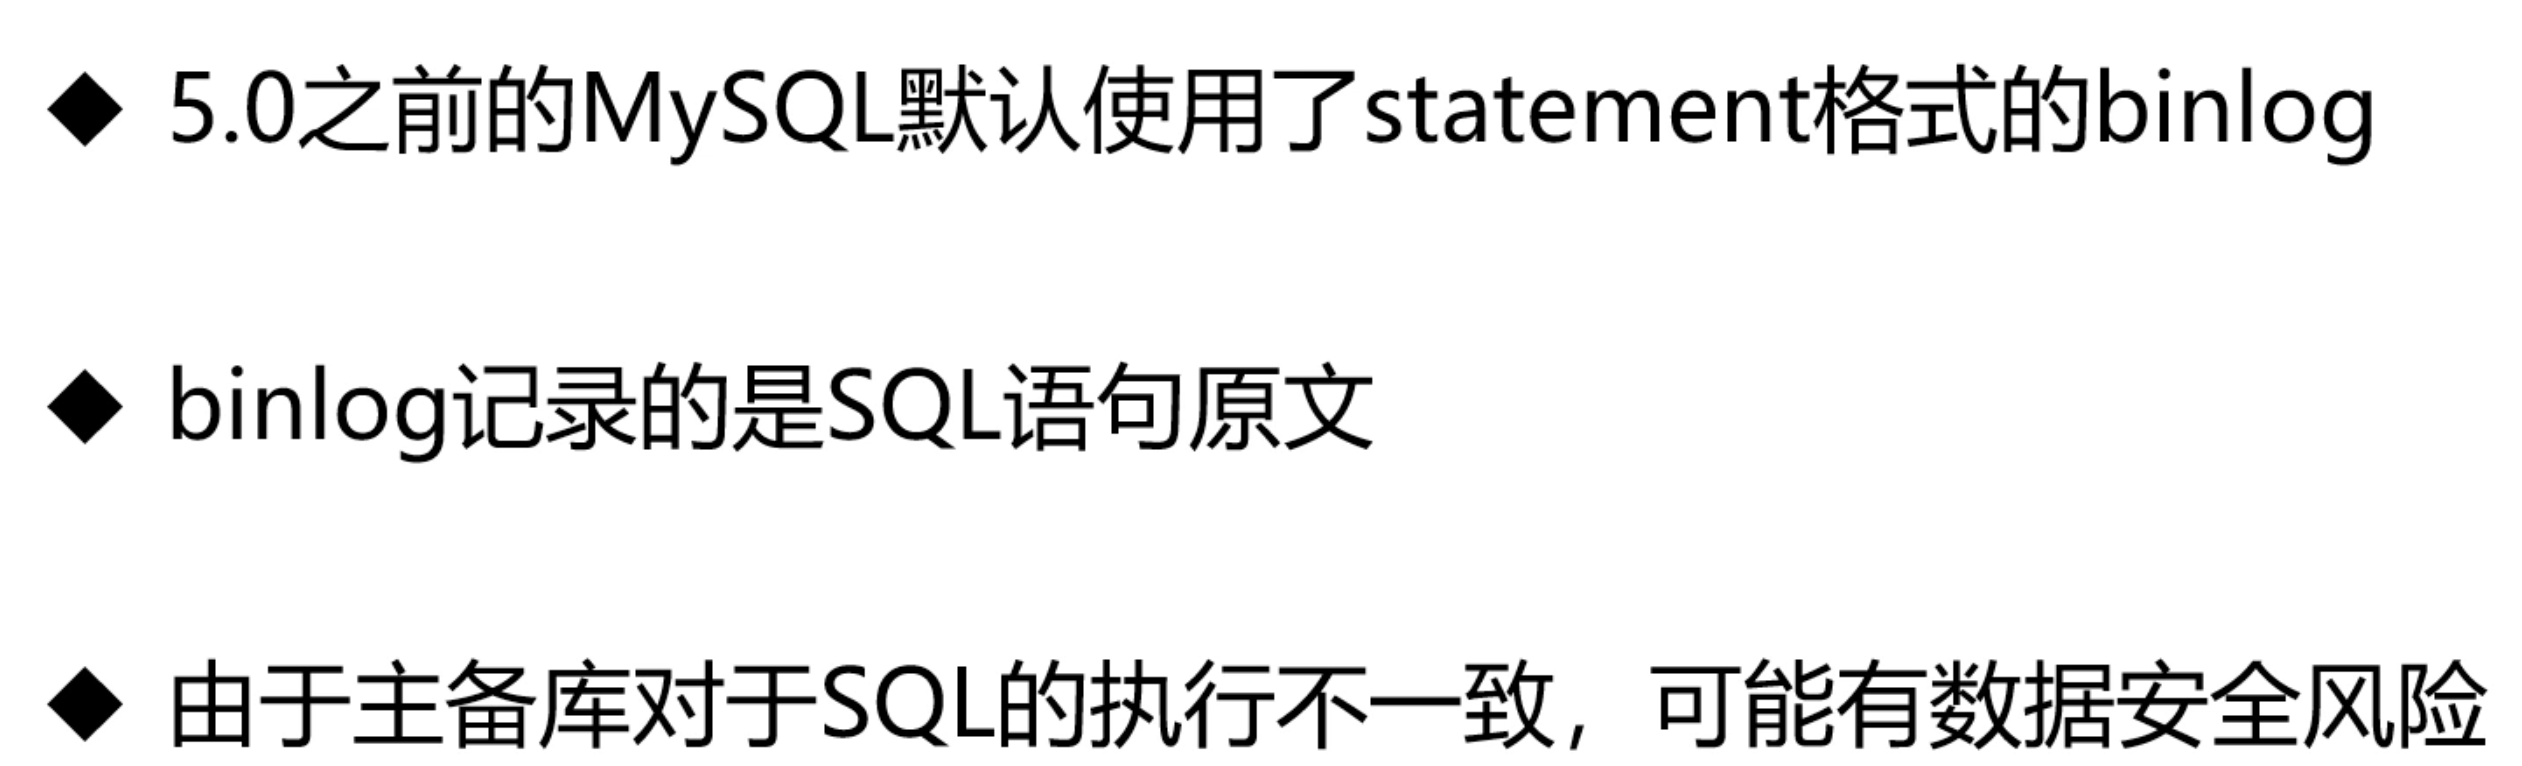 ◆ 5.0之前的MySQL默认使用了statement格式的binlog
◆ binlog记录的是SQL语句原文
◆ 由于主备库对于SQL的执行不一致，可能有数据安全风险